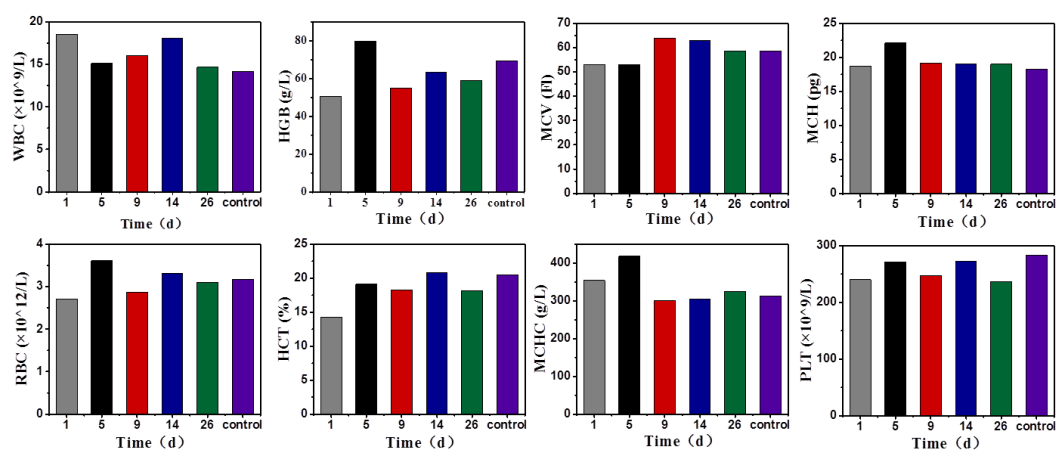 WBC (×10^9/L)
20
15
10
5
0
1 5 9 14 26 control
Time（d）
HGB (g/L)
80
60
40
20
0
1 5 9 14 26 control
Time（d）
MCV (Fl)
70
60
50
40
30
20
10
0
1 5 9 14 26 control
Time（d）
MCH (pg)
25
20
15
10
5
0
1 5 9 14 26 control
Time（d）
RBC (×10^12/L)
4
3
2
1
0
1 5 9 14 26 control
Time（d）
HCT (%)
25
20
15
10
5
0
1 5 9 14 26 control
Time（d）
MCHC (g/L)
400
300
200
100
0
1 5 9 14 26 control
Time（d）
PLT (×10^9/L)
300
200
100
0
1 5 9 14 26 control
Time（d）